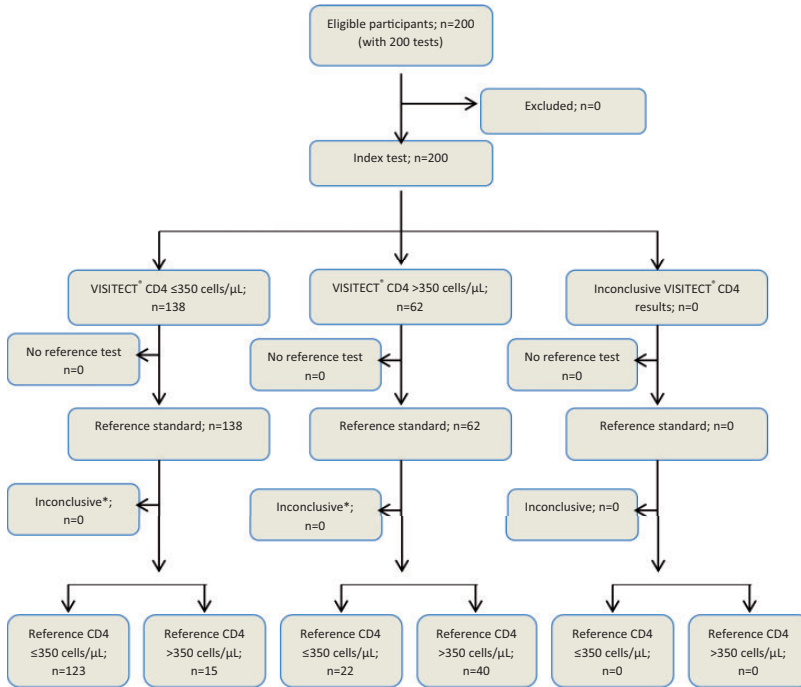 Eligible participants; n=200
(with 200 tests)
Excluded; n=0
Index test; n=200
VISITECT® CD4 ≤350 cells/µL;
n=138
VISITECT® CD4 >350 cells/µL;
n=62
Inconclusive VISITECT® CD4
results; n=0
No reference test
n=0
No reference test
n=0
No reference test
n=0
Reference standard; n=138
Reference standard; n=62
Reference standard; n=0
Inconclusive*;
n=0
Inconclusive*;
n=0
Inconclusive; n=0
Reference CD4
≤350 cells/µL;
n=123
Reference CD4
>350 cells/µL;
n=15
Reference CD4
≤350 cells/µL;
n=22
Reference CD4
>350 cells/µL;
n=40
Reference CD4
≤350 cells/µL;
n=0
Reference CD4
>350 cells/µL;
n=0